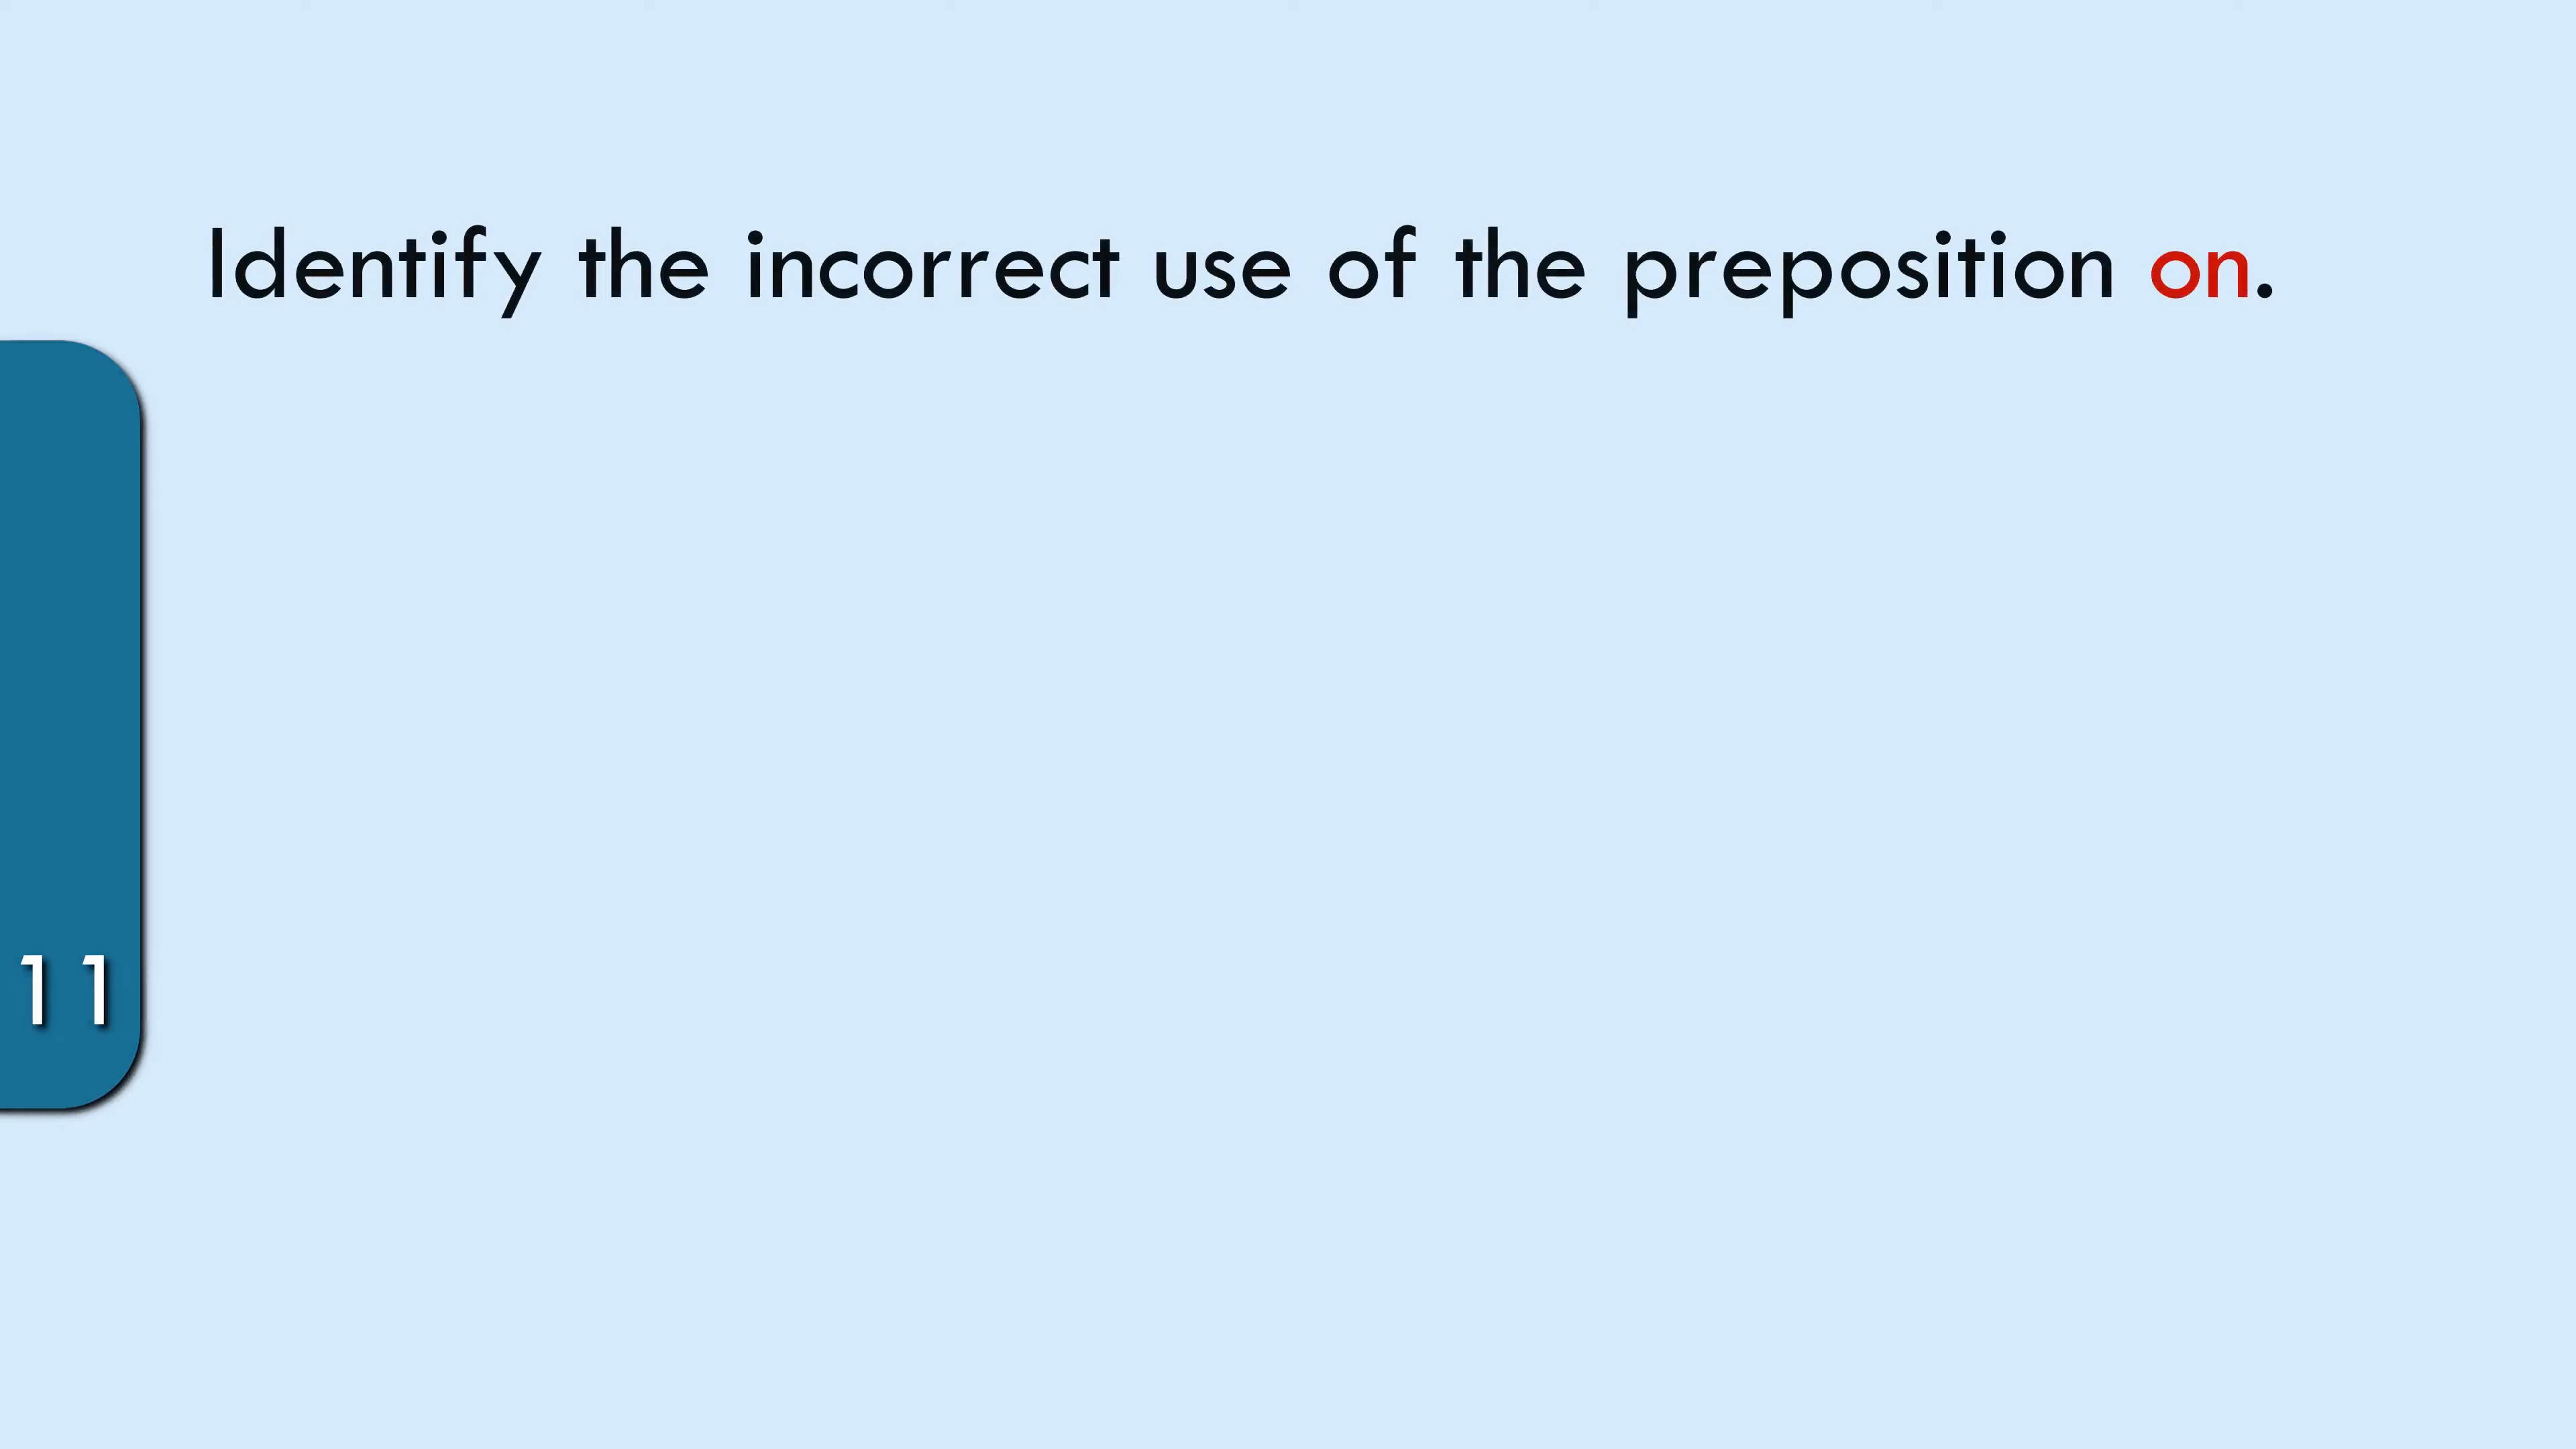 Identify the incorrect use of the preposition on.
11